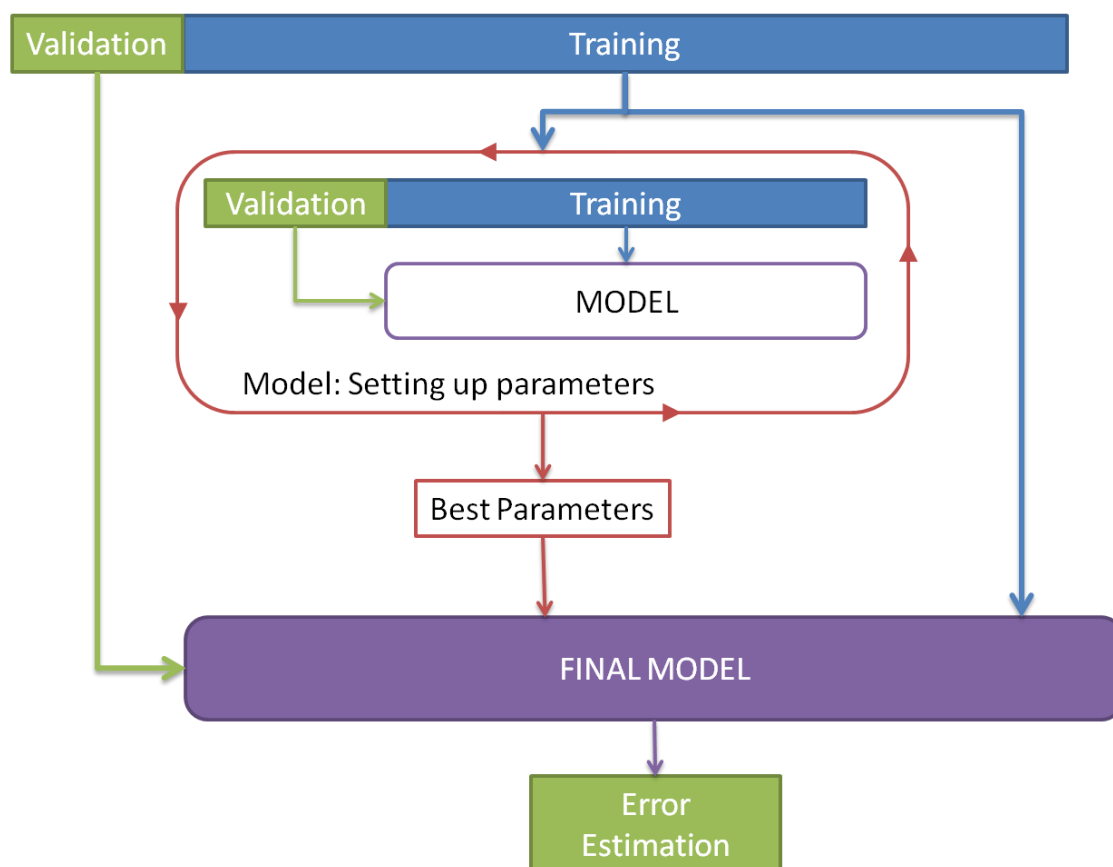 Validation
Training
Validation
Training
MODEL
Model: Setting up parameters
Best Parameters
FINAL MODEL
Error
Estimation